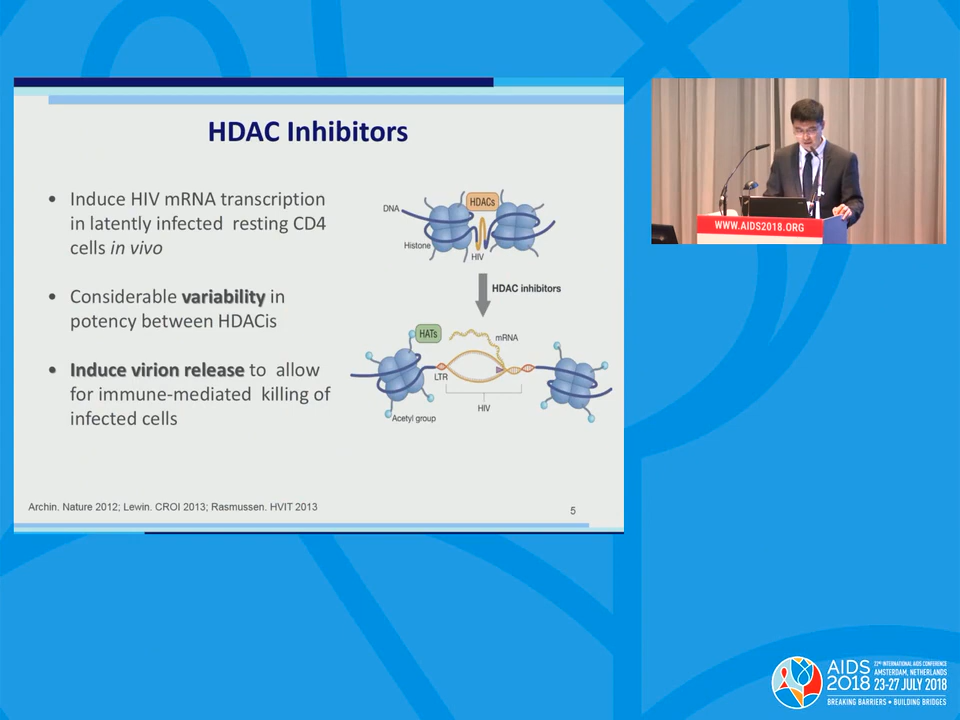 HDAC Inhibitors
• Induce HIV mRNA transcription
in latently infected resting CD4
cells in vivo
• Considerable variability in
potency between HDACis
• Induce virion release to allow
for immune-mediated killing of
infected cells
DNA
HDACs
Histone
HIV
HDAC inhibitors
HATs
mRNA
LTR
HIV
Acetyl group
Archin. Nature 2012; Lewin. CROI 2013; Rasmussen. HVIT 2013
5
WWW.AIDS2018.ORG
AIDS
2018
22ND INTERNATIONAL AIDS CONFERENCE
AMSTERDAM, NETHERLANDS
23-27 JULY 2018
BREAKING BARRIERS • BUILDING BRIDGES